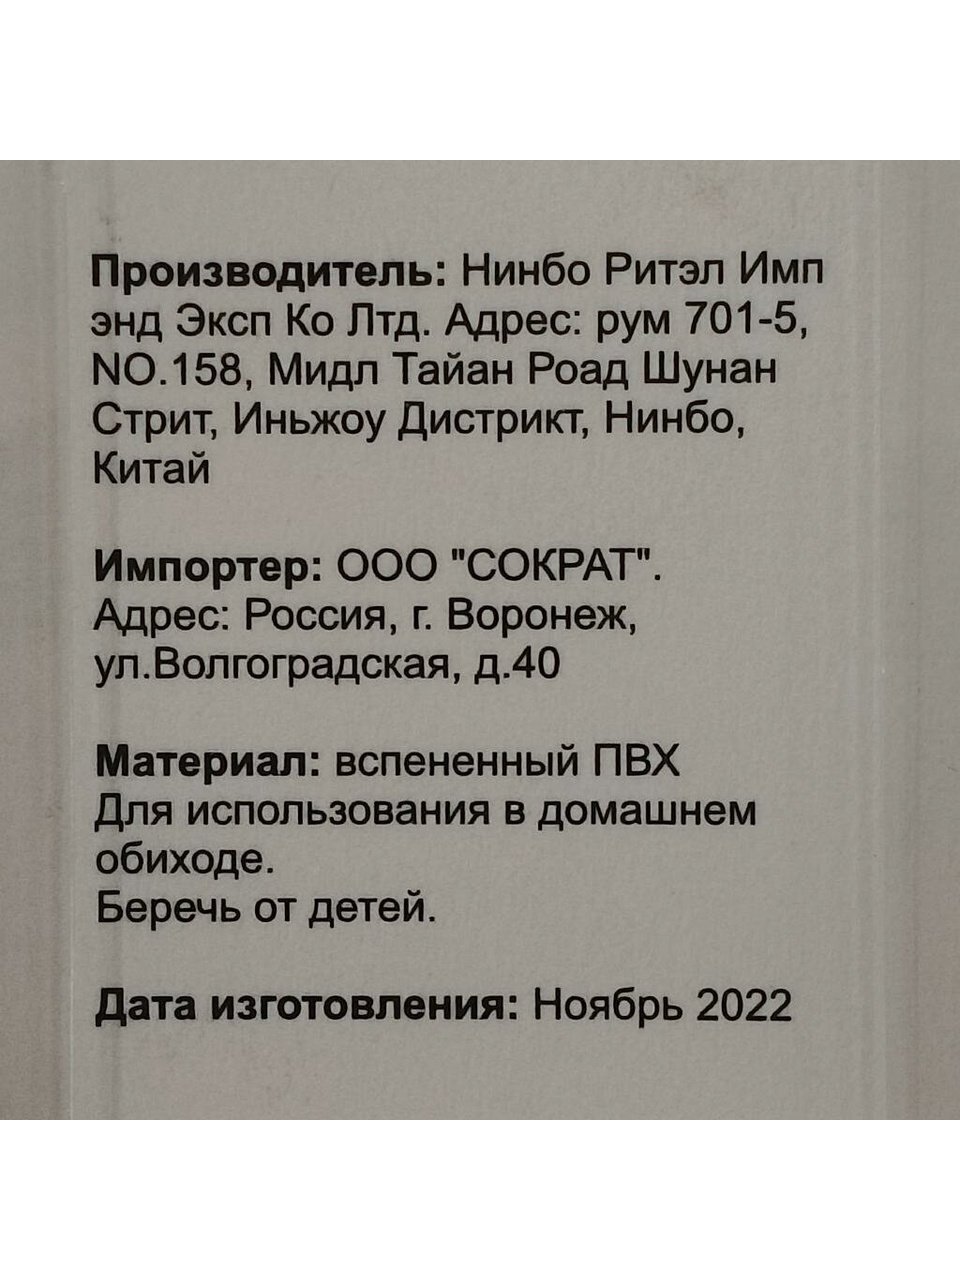 Производитель: Нинбо Ритэл Имп
энд Эксп Ко Лтд. Адрес: рум 701-5,
NO.158, Мидл Тайан Роад Шунан
Стрит, Иньжоу Дистрикт, Нинбо,
Китай
Импортер: ООО "СОКРАТ".
Адрес: Россия, г. Воронеж,
ул.Волгоградская, д.40
Материал: вспененный ПВХ
Для использования в домашнем
обиходе.
Беречь от детей.
Дата изготовления: Ноябрь 2022